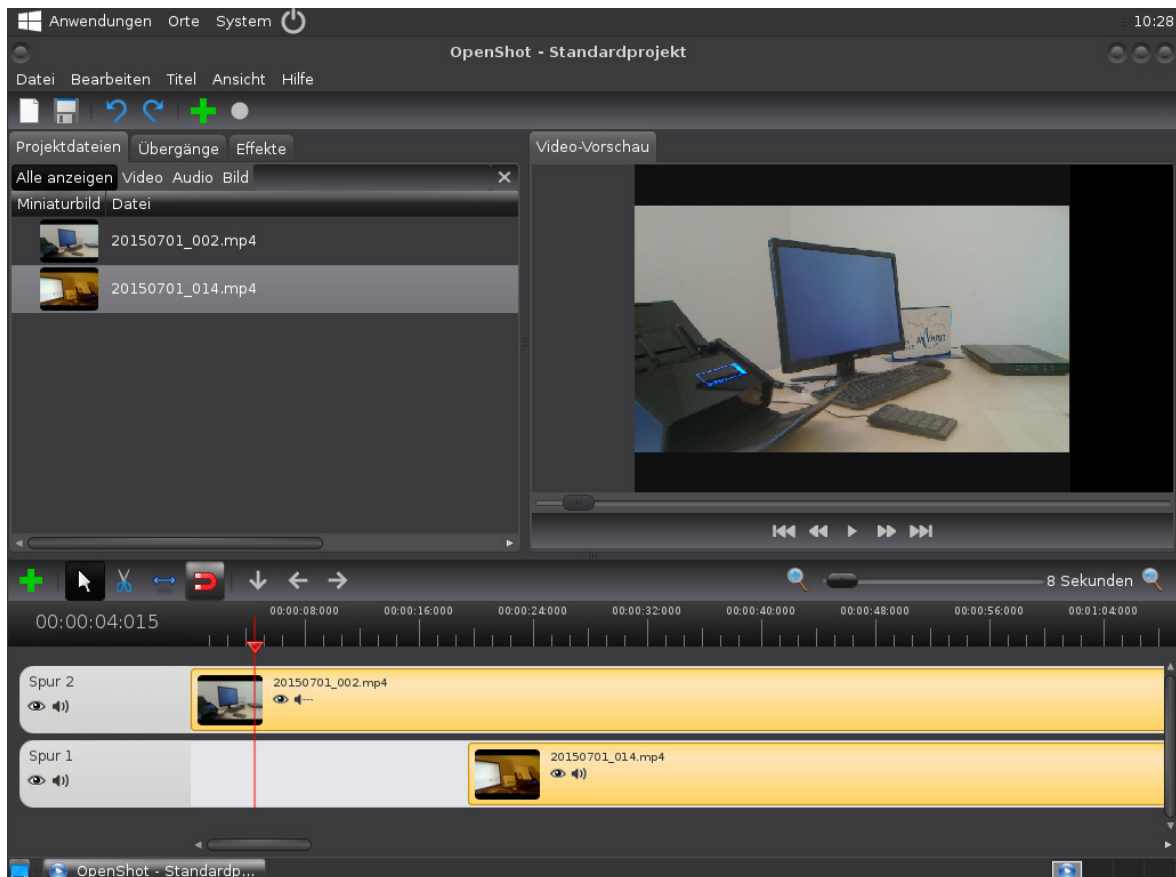 Anwendungen Orte System 10:28
OpenShot - Standardprojekt
Datei Bearbeiten Titel Ansicht Hilfe
Projektdateien Übergänge Effekte
Video-Vorschau
Alle anzeigen Video Audio Bild
Miniaturbild Datei
20150701_002.mp4
20150701_014.mp4
8 Sekunden
00:00:04:015
00:00:08:000 00:00:16:000 00:00:24:000 00:00:32:000 00:00:40:000 00:00:48:000 00:00:56:000 00:01:04:000
Spur 2
20150701_002.mp4
Spur 1
20150701_014.mp4
OpenShot - Standardp...